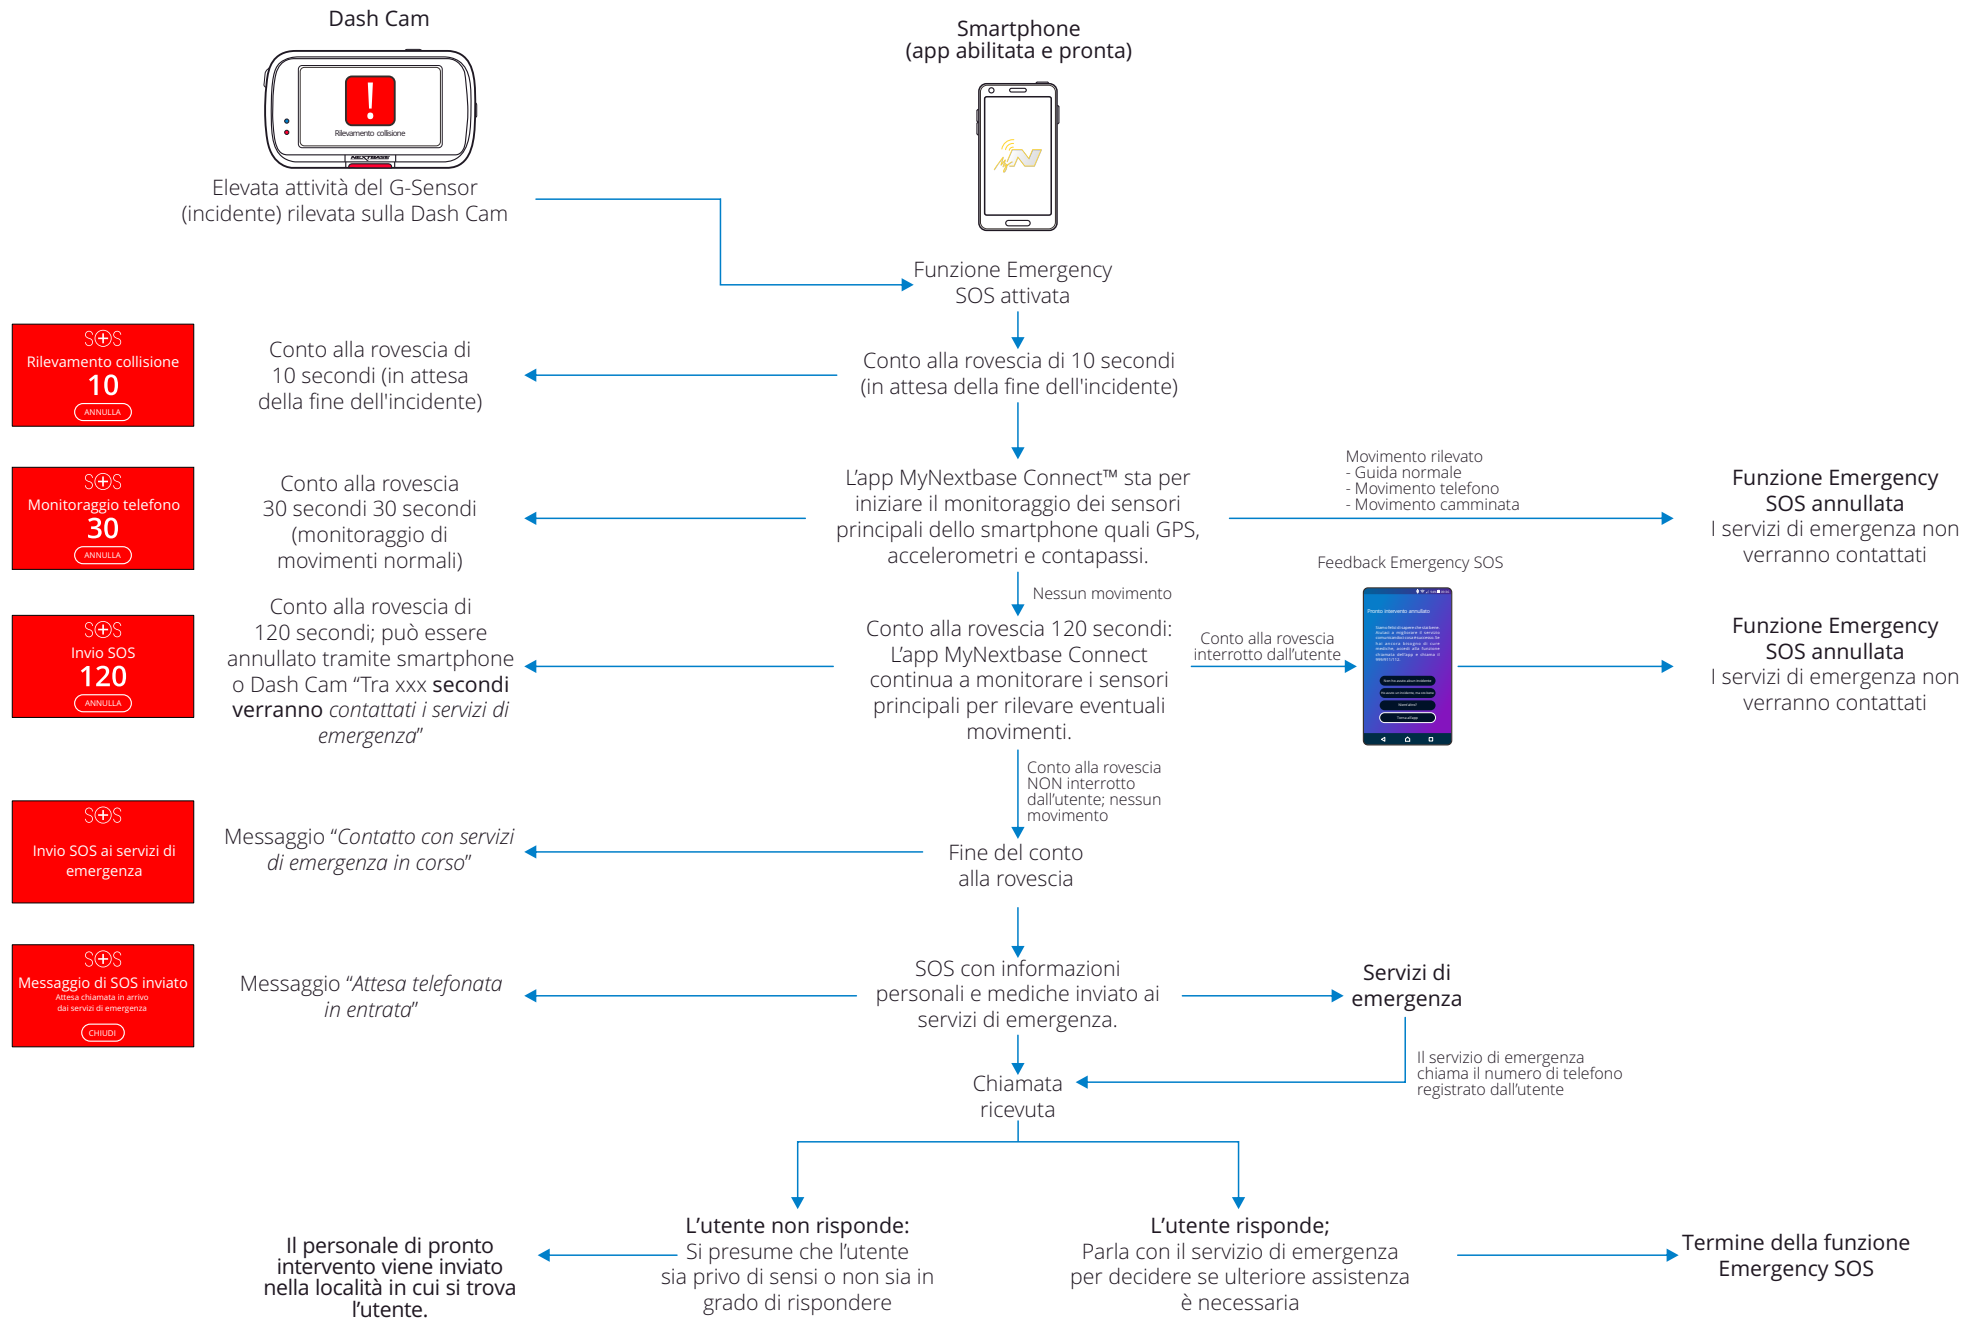 Dash Cam
Smartphone
(app abilitata e pronta)
!
Rilevamento collisione
NEXTBASE
My N
Elevata attività del G-Sensor
(incidente) rilevata sulla Dash Cam
Funzione Emergency
SOS attivata
SOS
Rilevamento collisione
10
ANNULLA
Conto alla rovescia di
10 secondi (in attesa
della fine dell'incidente)
Conto alla rovescia di 10 secondi
(in attesa della fine dell'incidente)
SOS
Monitoraggio telefono
30
ANNULLA
Conto alla rovescia
30 secondi 30 secondi
(monitoraggio di
movimenti normali)
L'app MyNextbase Connect™ sta per
iniziare il monitoraggio dei sensori
principali dello smartphone quali GPS,
accelerometri e contapassi.
Movimento rilevato
- Guida normale
- Movimento telefono
- Movimento camminata
Funzione Emergency
SOS annullata
I servizi di emergenza non
verranno contattati
Nessun movimento
Feedback Emergency SOS
SOS
Invio SOS
120
ANNULLA
Conto alla rovescia di
120 secondi; può essere
annullato tramite smartphone
o Dash Cam “Tra xxx secondi
verranno contattati i servizi di
emergenza”
Conto alla rovescia 120 secondi:
L'app MyNextbase Connect
continua a monitorare i sensori
principali per rilevare eventuali
movimenti.
Conto alla rovescia
interrotto dall'utente
Pronto intervento annullato
Torna all'app
Funzione Emergency
SOS annullata
I servizi di emergenza non
verranno contattati
Conto alla rovescia
NON interrotto
dall'utente; nessun
movimento
SOS
Invio SOS ai servizi di
emergenza
Messaggio “Contatto con servizi
di emergenza in corso”
Fine del conto
alla rovescia
SOS
Messaggio di SOS inviato
Attesa chiamata in arrivo
dai servizi di emergenza
CHIUDI
Messaggio “Attesa telefonata
in entrata”
SOS con informazioni
personali e mediche inviato ai
servizi di emergenza.
Servizi di
emergenza
Il servizio di emergenza
chiama il numero di telefono
registrato dall'utente
Chiamata
ricevuta
Il personale di pronto
intervento viene inviato
nella località in cui si trova
l'utente.
L'utente non risponde:
Si presume che l'utente
sia privo di sensi o non sia in
grado di rispondere
L'utente risponde;
Parla con il servizio di emergenza
per decidere se ulteriore assistenza
è necessaria
Termine della funzione
Emergency SOS